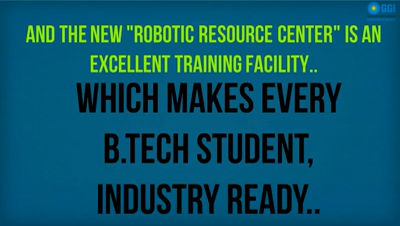 GGI
AND THE NEW "ROBOTIC RESOURCE CENTER" IS AN
EXCELLENT TRAINING FACILITY..
WHICH MAKES EVERY
B.TECH STUDENT,
INDUSTRY READY..